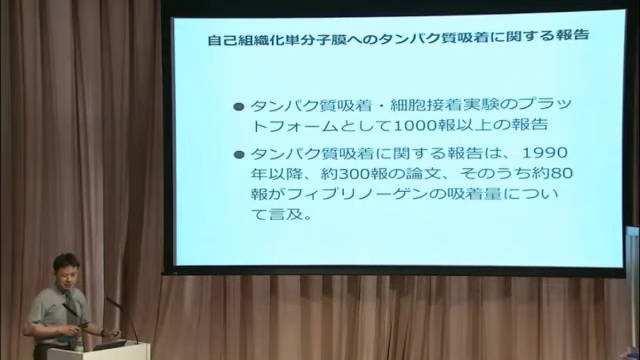 自己組織化単分子膜へのタンパク質吸着に関する報告
● タンパク質吸着・細胞接着実験のプラッ
トフォームとして1000報以上の報告
● タンパク質吸着に関する報告は、1990
年以降、約300報の論文、そのうち約80
報がフィブリノーゲンの吸着量につい
て言及。